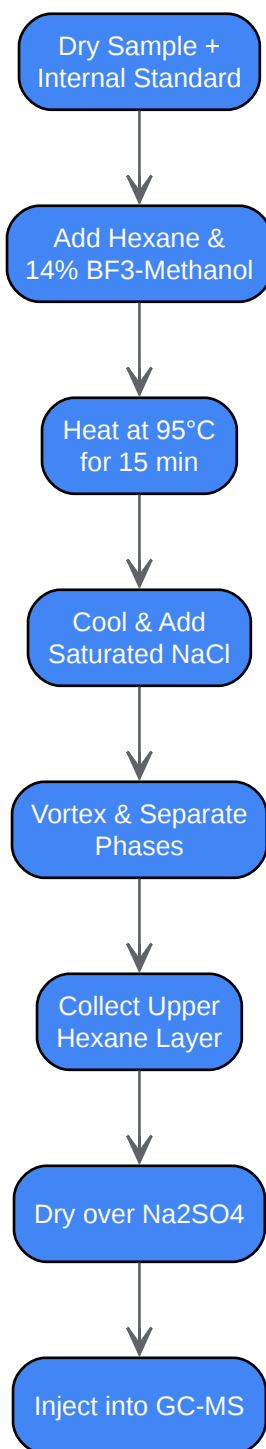 Dry Sample +
Internal Standard
Add Hexane &
14% BF3-Methanol
Heat at 95°C
for 15 min
Cool & Add
Saturated NaCl
Vortex & Separate
Phases
Collect Upper
Hexane Layer
Dry over Na2SO4
Inject into GC-MS